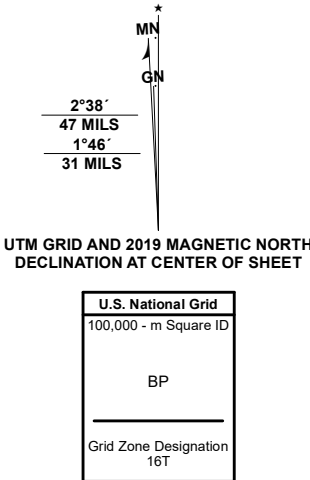 MN
GN
2°38´
47 MILS
1°46´
31 MILS
UTM GRID AND 2019 MAGNETIC NORTH
DECLINATION AT CENTER OF SHEET
U.S. National Grid
100,000 - m Square ID
BP
Grid Zone Designation
16T